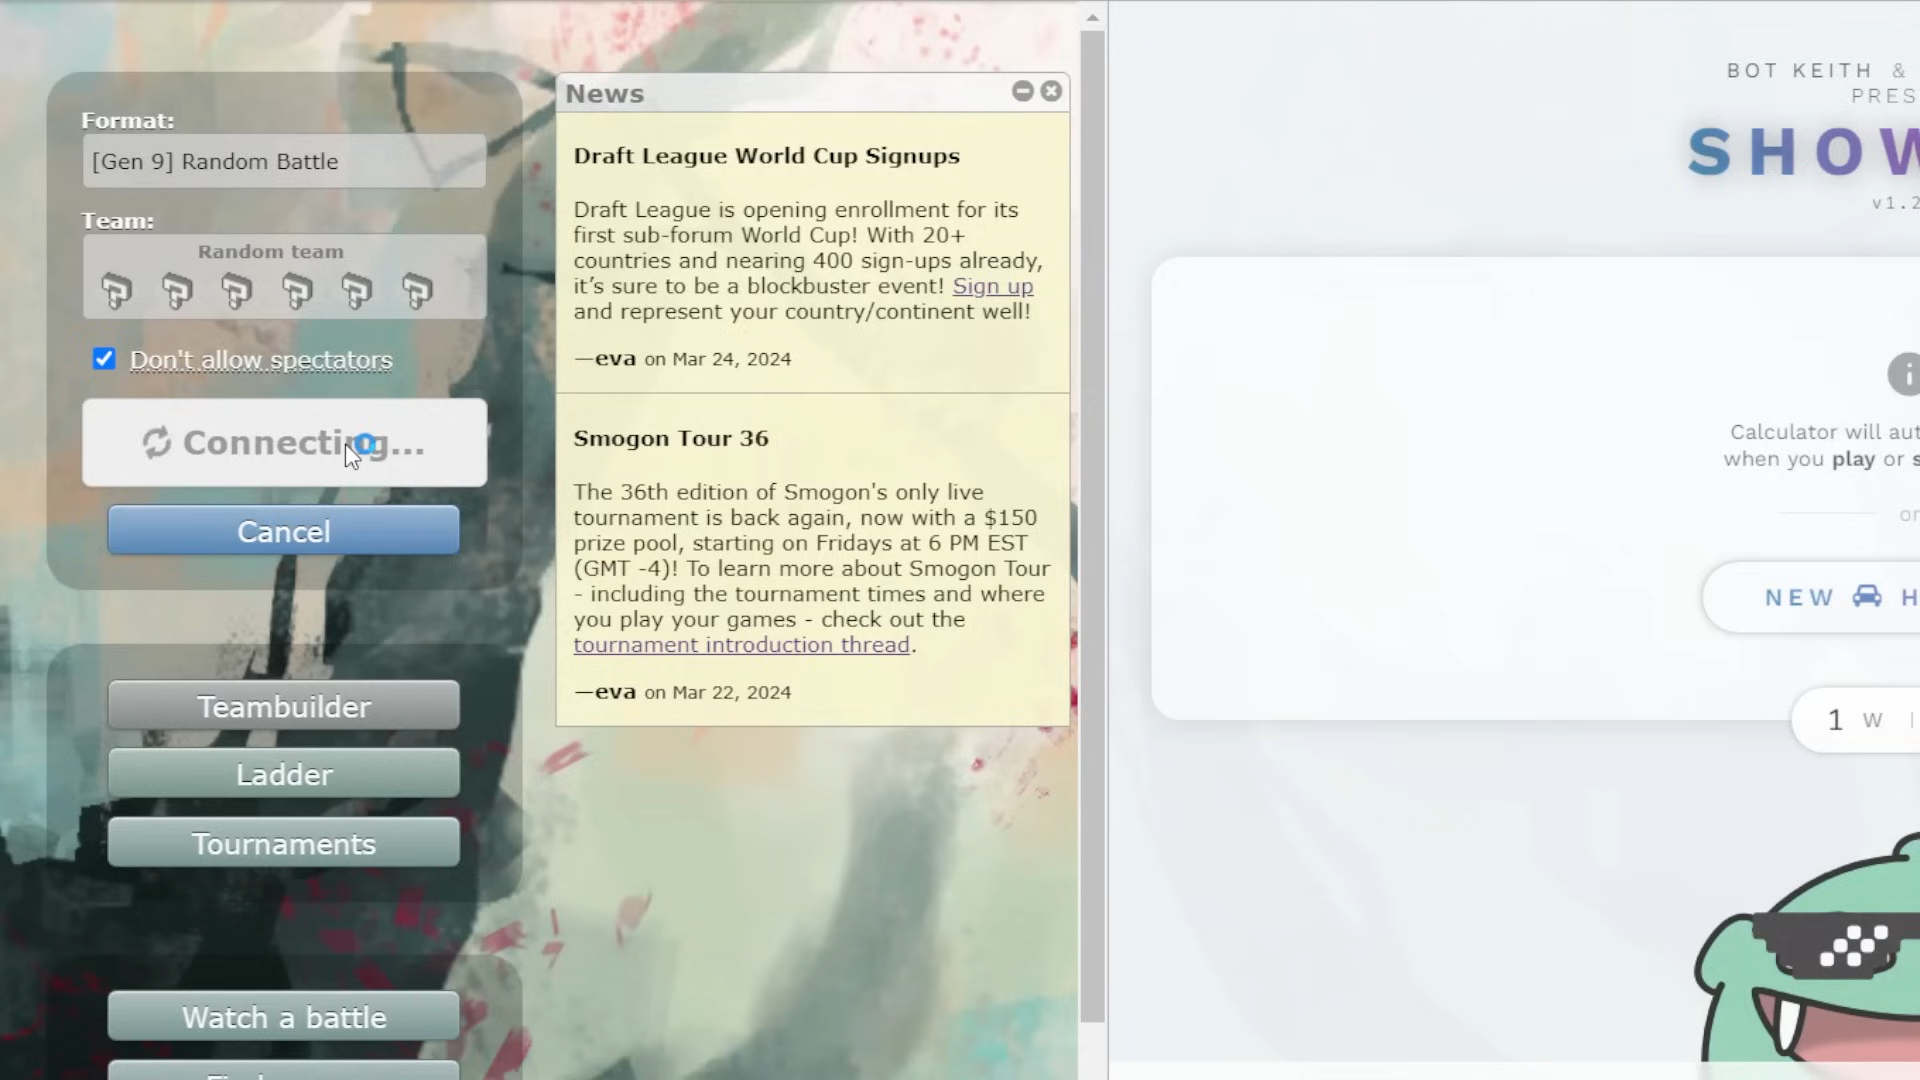 Format:
[Gen 9] Random Battle
Team:
Random team
Don't allow spectators
Connecting...
Cancel
Teambuilder
Ladder
Tournaments
Watch a battle
News
Draft League World Cup Signups
Draft League is opening enrollment for its
first sub-forum World Cup! With 20+
countries and nearing 400 sign-ups already,
it’s sure to be a blockbuster event! Sign up
and represent your country/continent well!
—eva on Mar 24, 2024
Smogon Tour 36
The 36th edition of Smogon's only live
tournament is back again, now with a $150
prize pool, starting on Fridays at 6 PM EST
(GMT -4)! To learn more about Smogon Tour
- including the tournament times and where
you play your games - check out the
tournament introduction thread.
—eva on Mar 22, 2024
BOT KEITH &
PRES
SHOW
v1.2
Calculator will aut
when you play or s
or
NEW H
1 W